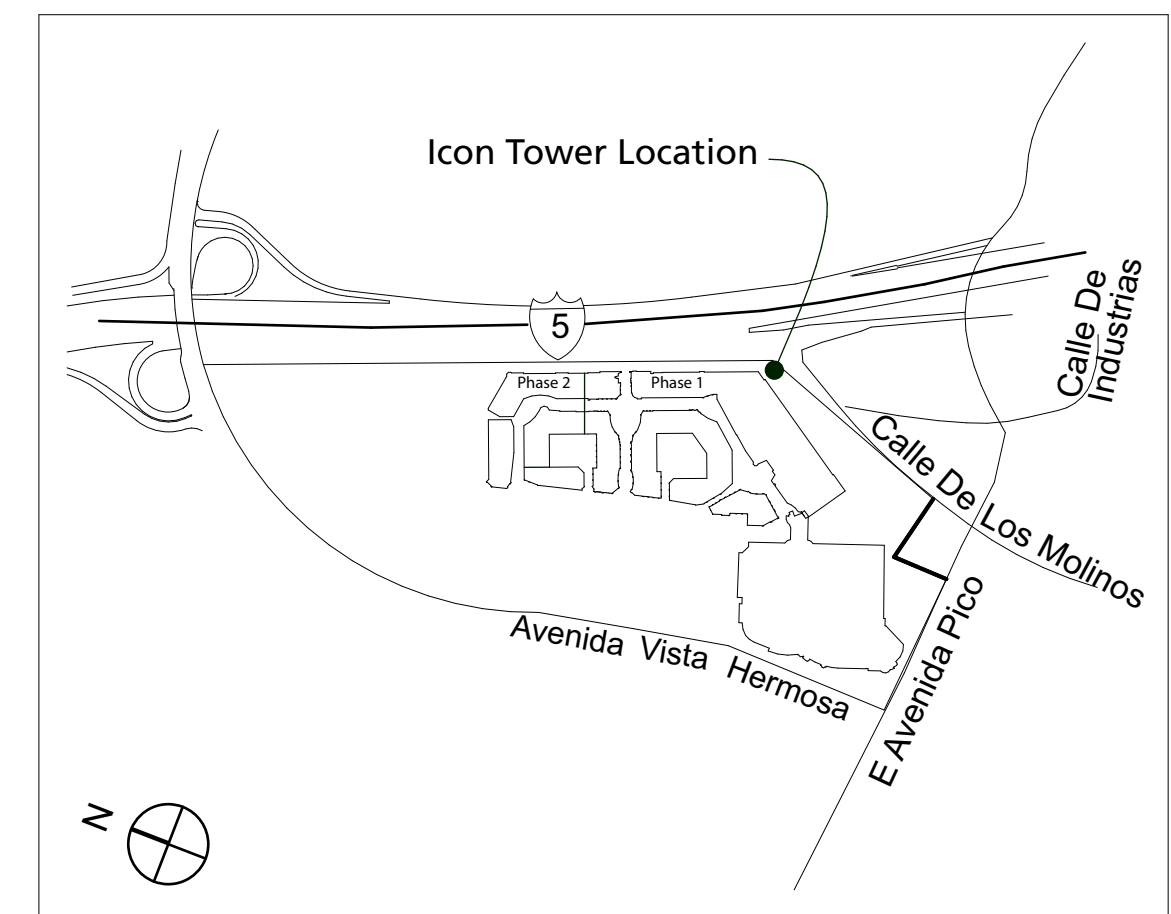 Icon Tower Location
5
Phase 2
Phase 1
Calle De
Industrias
Calle De Los Molinos
Avenida Vista Hermosa
E Avenida Pico
N